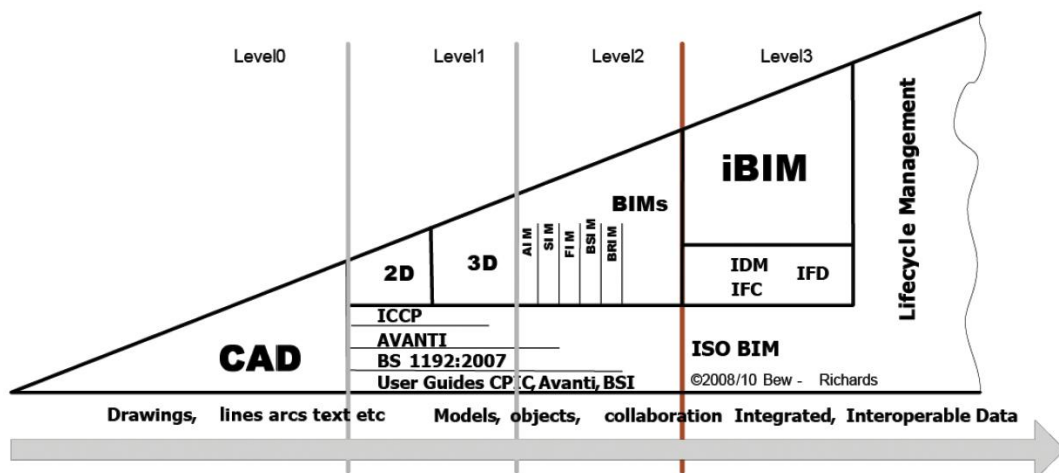 Level0 Level1 Level2 Level3
iBIM
BIMs
AIM SIM FIM BSIM BRIM
2D 3D
IDM IFD
IFC
Lifecycle Management
ICCP
AVANTI
BS 1192:2007
User Guides CPIC, Avanti, BSI
CAD
ISO BIM
©2008/10 Bew - Richards
Drawings, lines arcs text etc Models, objects, collaboration Integrated, Interoperable Data